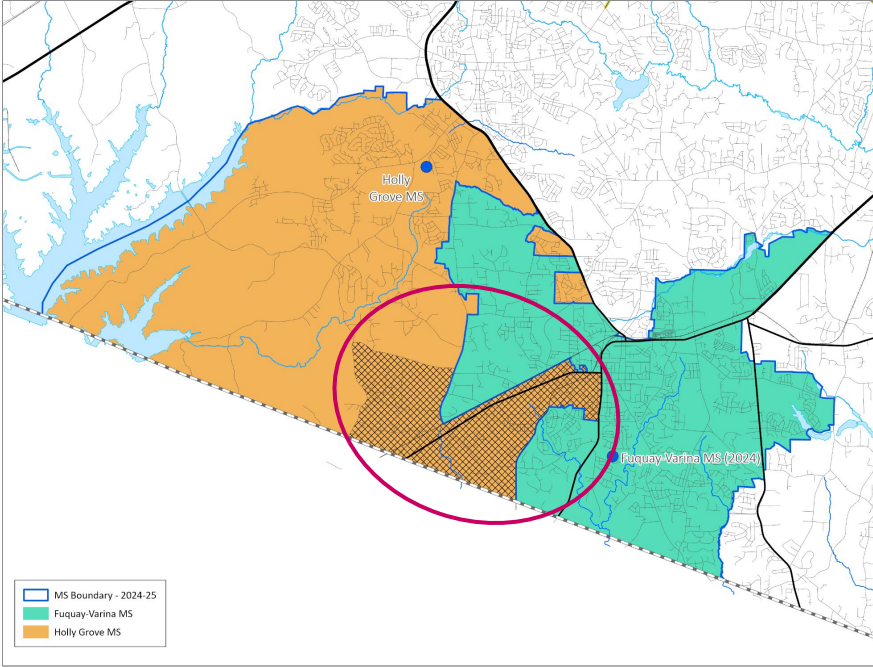 Holly
Grove MS
Fuquay-Varina MS (2024)
MS Boundary - 2024-25
Fuquay-Varina MS
Holly Grove MS